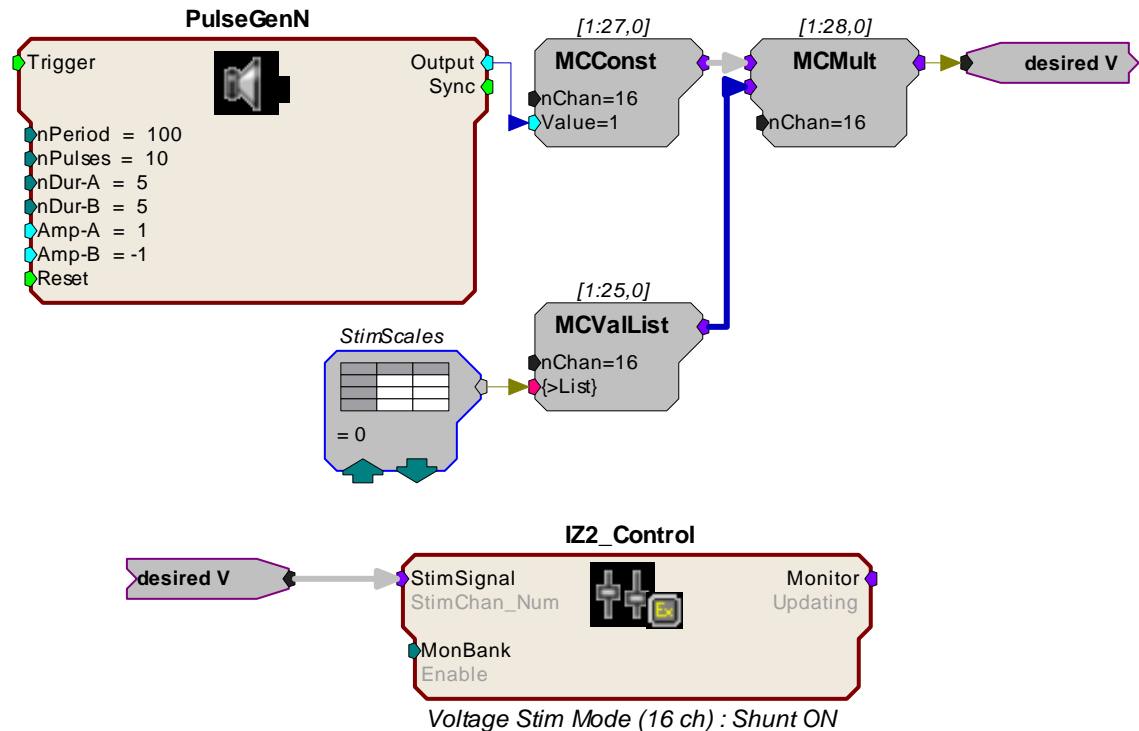 PulseGenN
Trigger
Output
Sync
nPeriod = 100
nPulses = 10
nDur-A = 5
nDur-B = 5
Amp-A = 1
Amp-B = -1
Reset
[1:27,0]
MCConst
nChan=16
Value=1
[1:28,0]
MCMult
nChan=16
desired V
StimScales
= 0
[1:25,0]
MCValList
nChan=16
{>List}
desired V
IZ2_Control
StimSignal
StimChan_Num
MonBank
Enable
Ex
Monitor
Updating
Voltage Stim Mode (16 ch) : Shunt ON